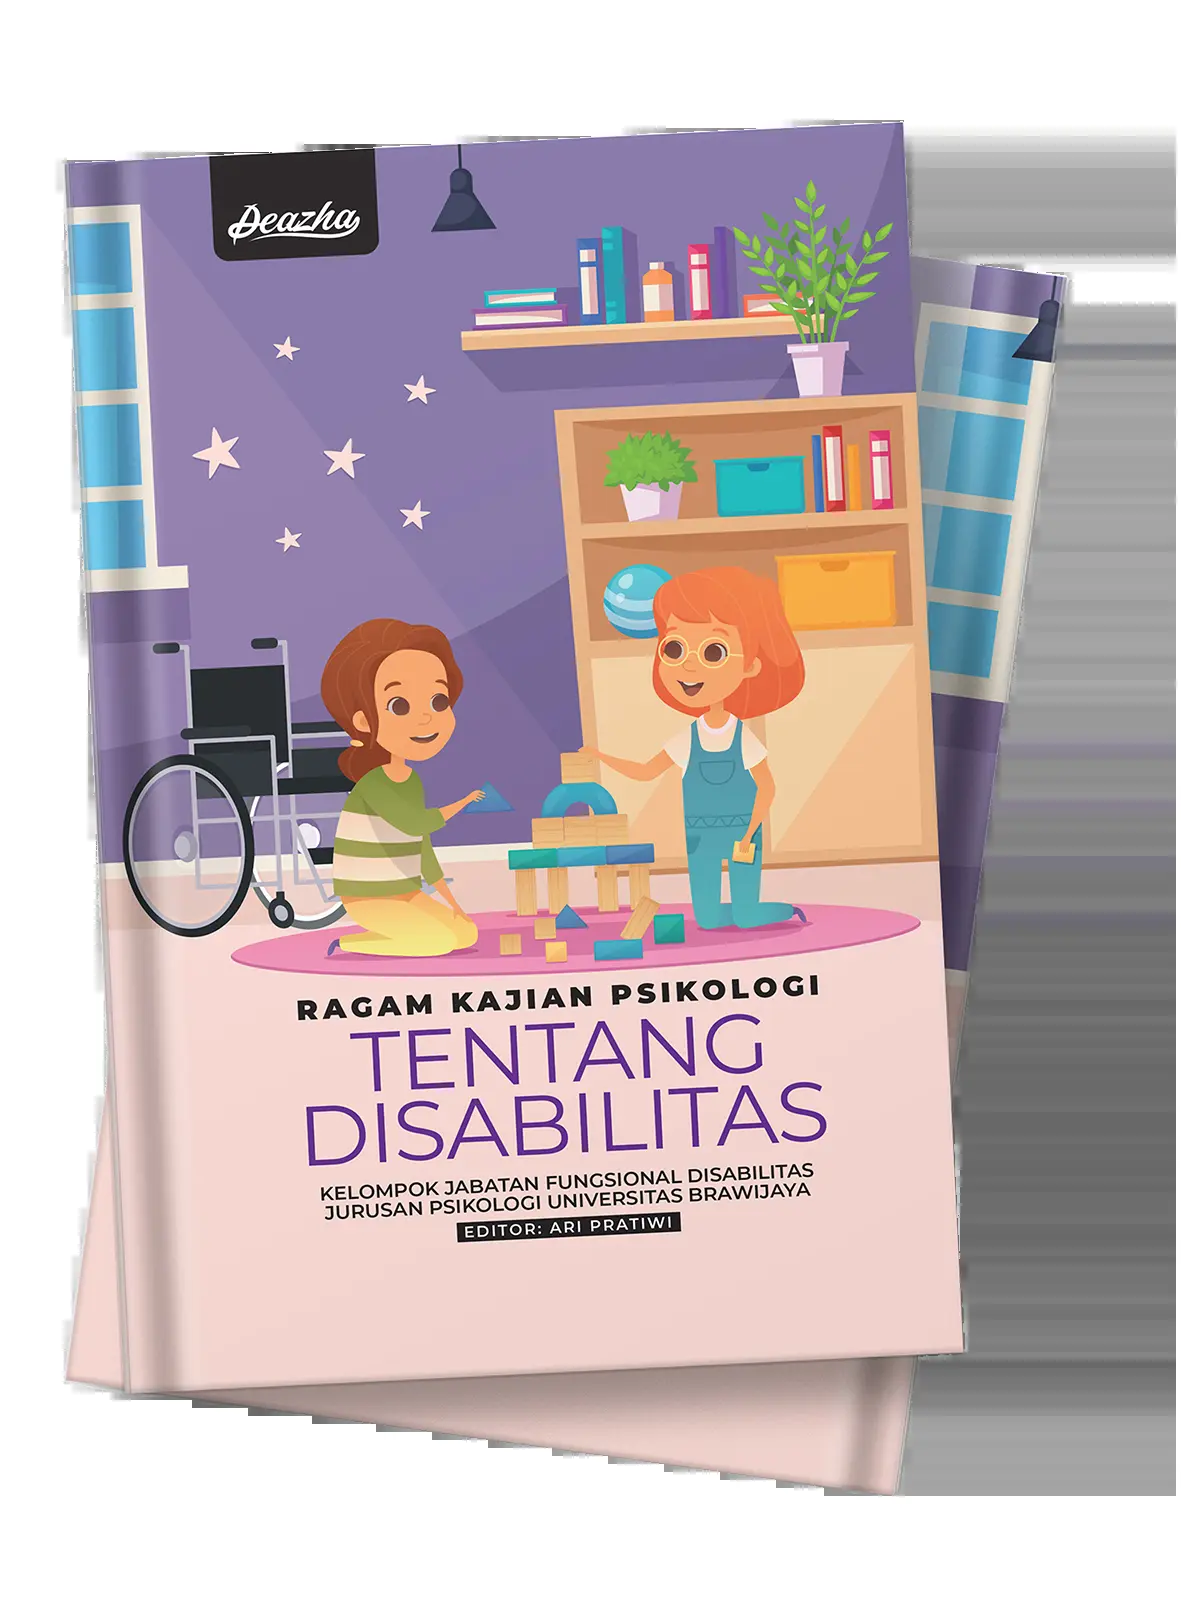 Deazha
RAGAM KAJIAN PSIKOLOGI
TENTANG
DISABILITAS
KELOMPOK JABATAN FUNGSIONAL DISABILITAS
JURUSAN PSIKOLOGI UNIVERSITAS BRAWIJAYA
EDITOR: ARI PRATIWI